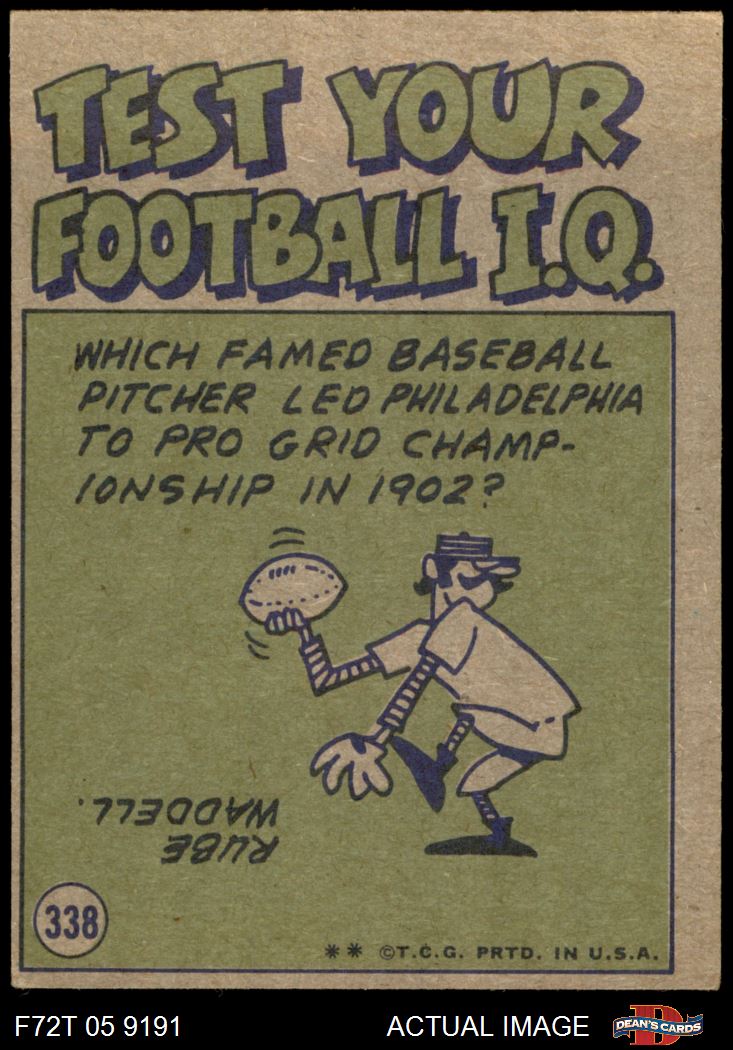 TEST YOUR
FOOTBALL I.Q.
WHICH FAMED BASEBALL
PITCHER LED PHILADELPHIA
TO PRO GRID CHAMP-
IONSHIP IN 1902?
RUBE
WADDELL.
338
** ©T.C.G. PRTD. IN U.S.A.
F72T 05 9191 ACTUAL IMAGE D DEAN'S CARDS